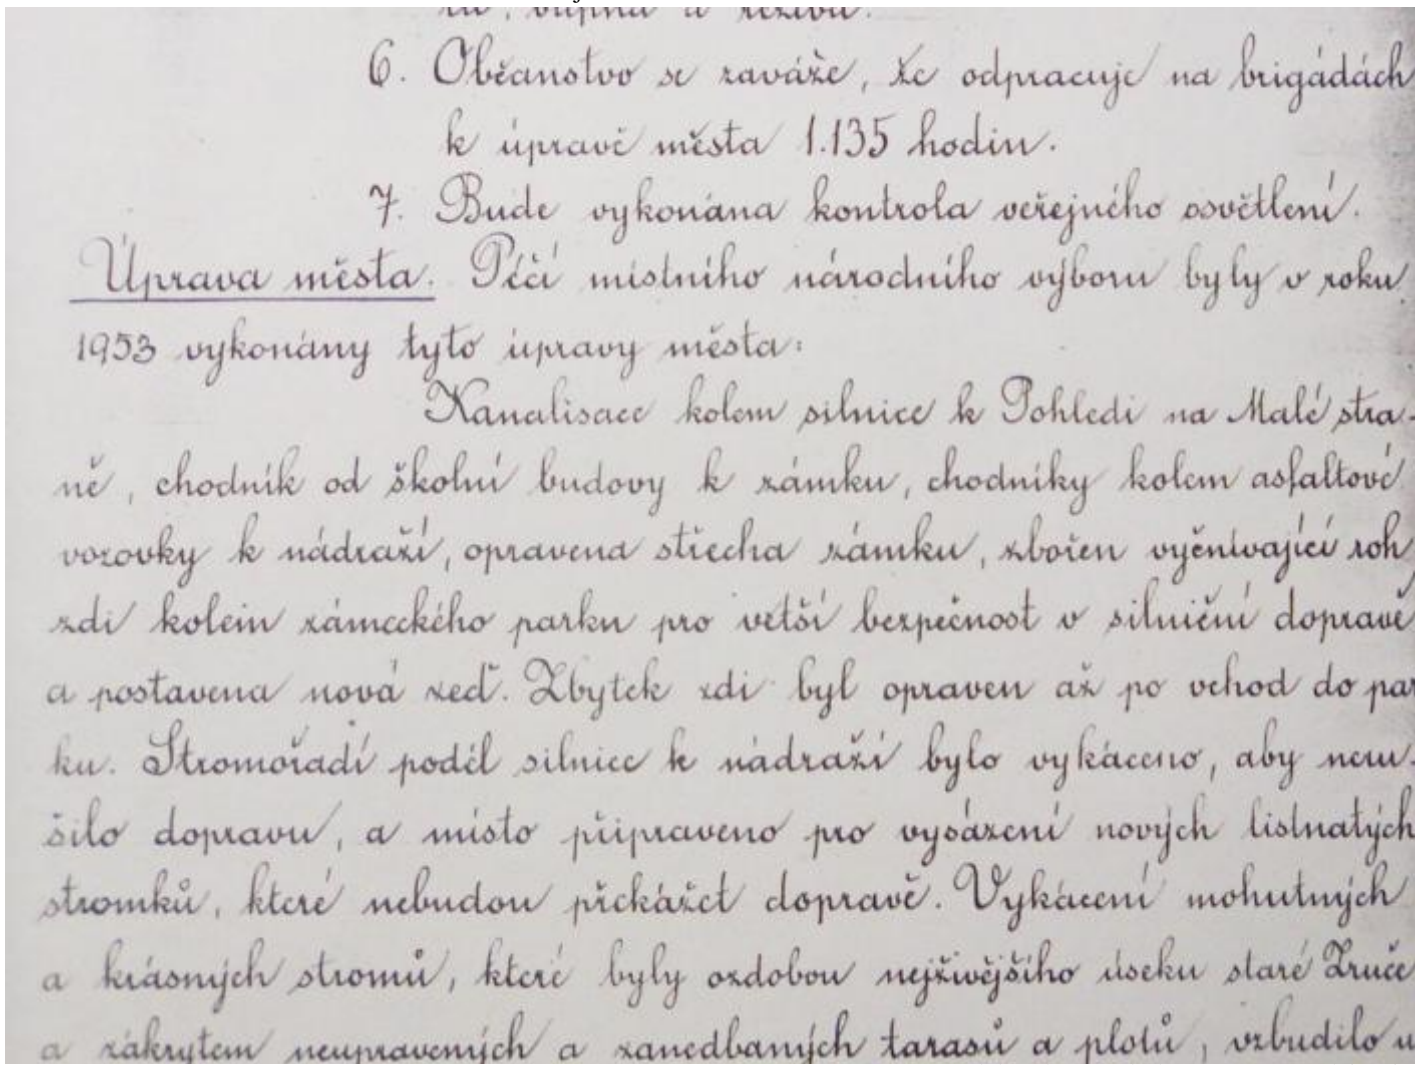 vápna a řeziva.
6. Občanstvo se zaváže, že odpracuje na brigádách
k úpravě města 1.135 hodin.
7. Bude vykonána kontrola veřejného osvětlení.
Úprava města. Péčí místního národního výboru byly v roku
1953 vykonány tyto úpravy města:
Kanalisace kolem silnice k Pohledi na Malé stra-
ně, chodník od školní budovy k zámku, chodníky kolem asfaltové
vozovky k nádraží, opravena střecha zámku, zbořen vyčnívající roh
zdi kolem zámeckého parku pro větší bezpečnost v silniční dopravě
a postavena nová zeď. Zbytek zdi byl opraven až po vchod do par
ku. Stromořadí podél silnice k nádraží bylo vykáceno, aby neru-
šilo dopravu, a místo připraveno pro vysázení nových listnatých
stromků, které nebudou překážet dopravě. Vykácení mohutných
a krásných stromů, které byly ozdobou nejživějšího úseku staré Zruče
a zákrytem neupravených a zanedbaných tarasů a plotů, vzbudilo u